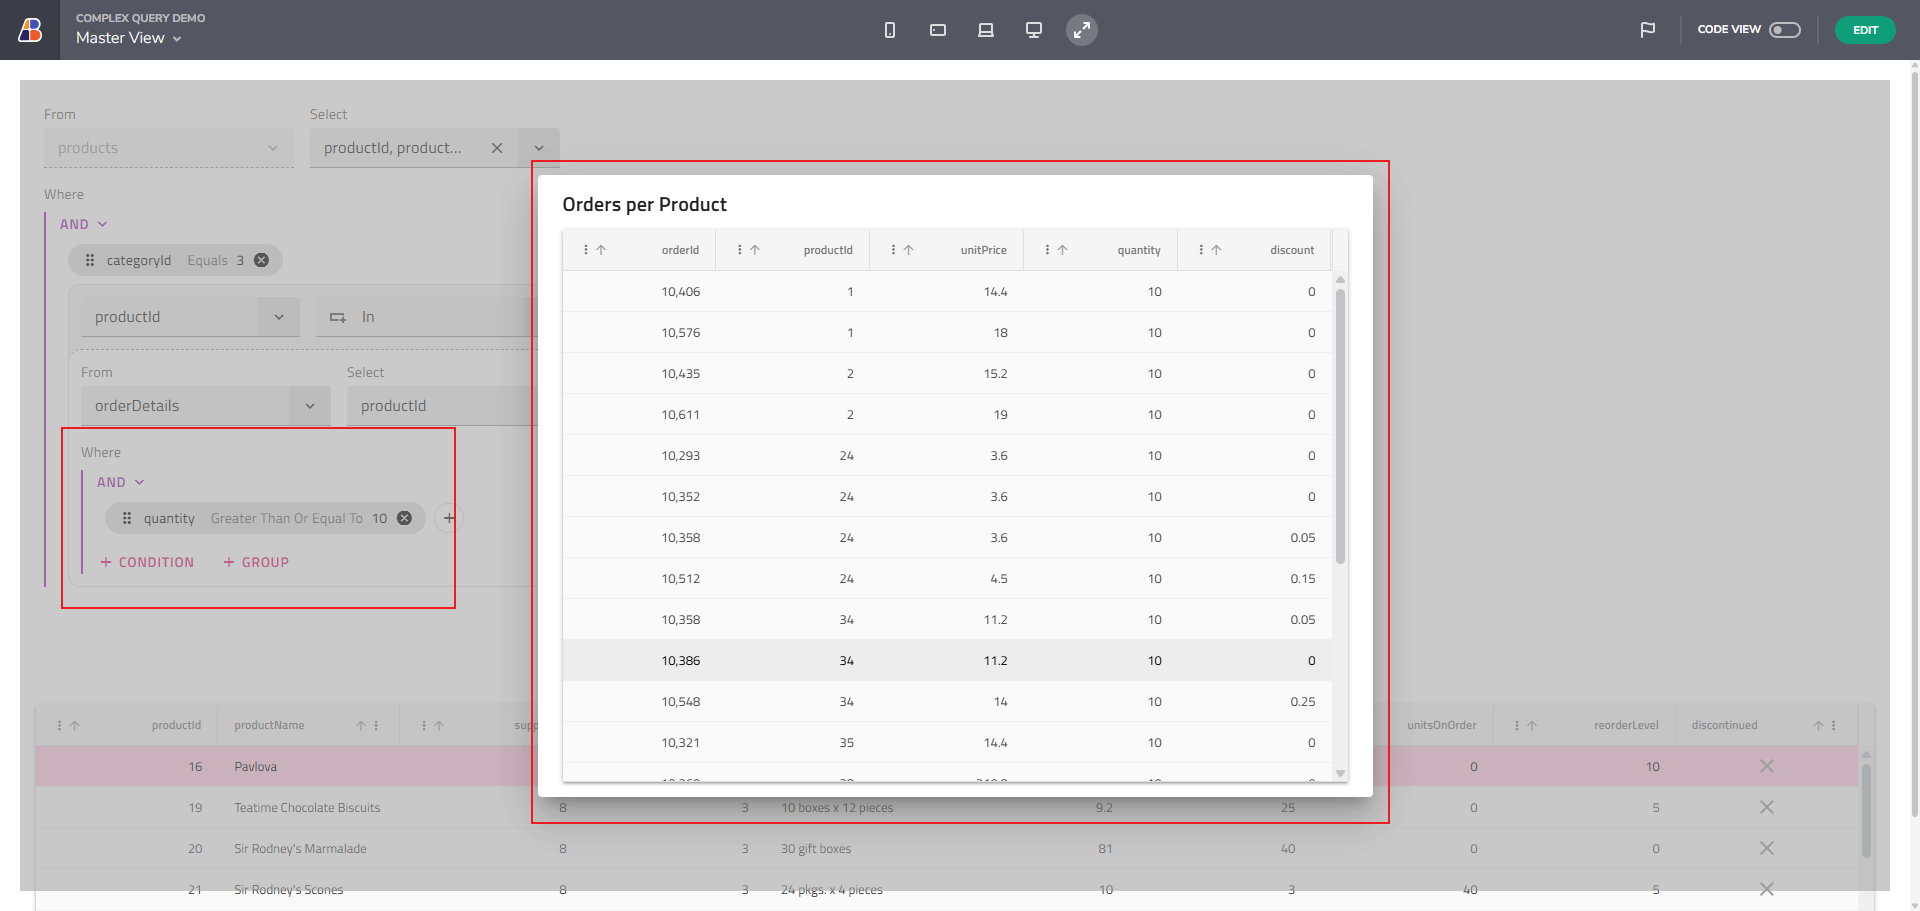 COMPLEX QUERY DEMO
Master View
CODE VIEW
EDIT
From
Select
products
productId, product...
Where
AND
categoryId Equals 3
productId
In
From
Select
orderDetails
productId
Where
AND
quantity Greater Than Or Equal To 10
+ CONDITION + GROUP
Orders per Product
orderId productId unitPrice quantity discount
10,406 1 14.4 10 0
10,576 1 18 10 0
10,435 2 15.2 10 0
10,611 2 19 10 0
10,293 24 3.6 10 0
10,352 24 3.6 10 0
10,358 24 3.6 10 0.05
10,512 24 4.5 10 0.15
10,358 34 11.2 10 0.05
10,386 34 11.2 10 0
10,548 34 14 10 0.25
10,321 35 14.4 10 0
productId productName unitsOnOrder reorderLevel discontinued
16 Pavlova 0 10
19 Teatime Chocolate Biscuits 8 3 10 boxes x 12 pieces 9.2 25 0 5
20 Sir Rodney's Marmalade 8 3 30 gift boxes 81 40 0 0
21 Sir Rodney's Scones 8 3 24 pkgs. x 4 pieces 10 3 40 5